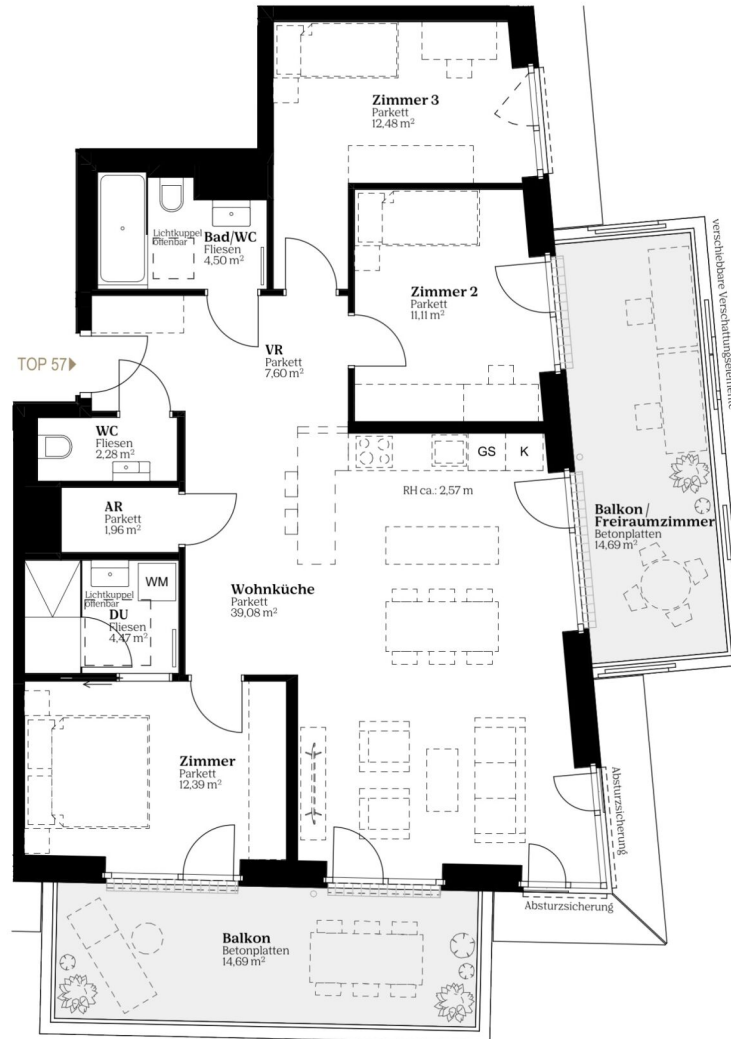 Zimmer 3
Parkett
12,48 m²
Lichtkuppel
offenbar
Bad/WC
Fliesen
4,50 m²
Zimmer 2
Parkett
11,11 m²
verschiebbare Verschattungselemente
TOP 57
VR
Parkett
7,60 m²
WC
Fliesen
2,28 m²
GS
K
RH ca.: 2,57 m
AR
Parkett
1,96 m²
Balkon/
Freiraumzimmer
Betonplatten
14,69 m²
Lichtkuppel
offenbar
WM
DU
Fliesen
4,47 m²
Wohnküche
Parkett
39,08 m²
Zimmer
Parkett
12,39 m²
Absturzsicherung
Absturzsicherung
Balkon
Betonplatten
14,69 m²